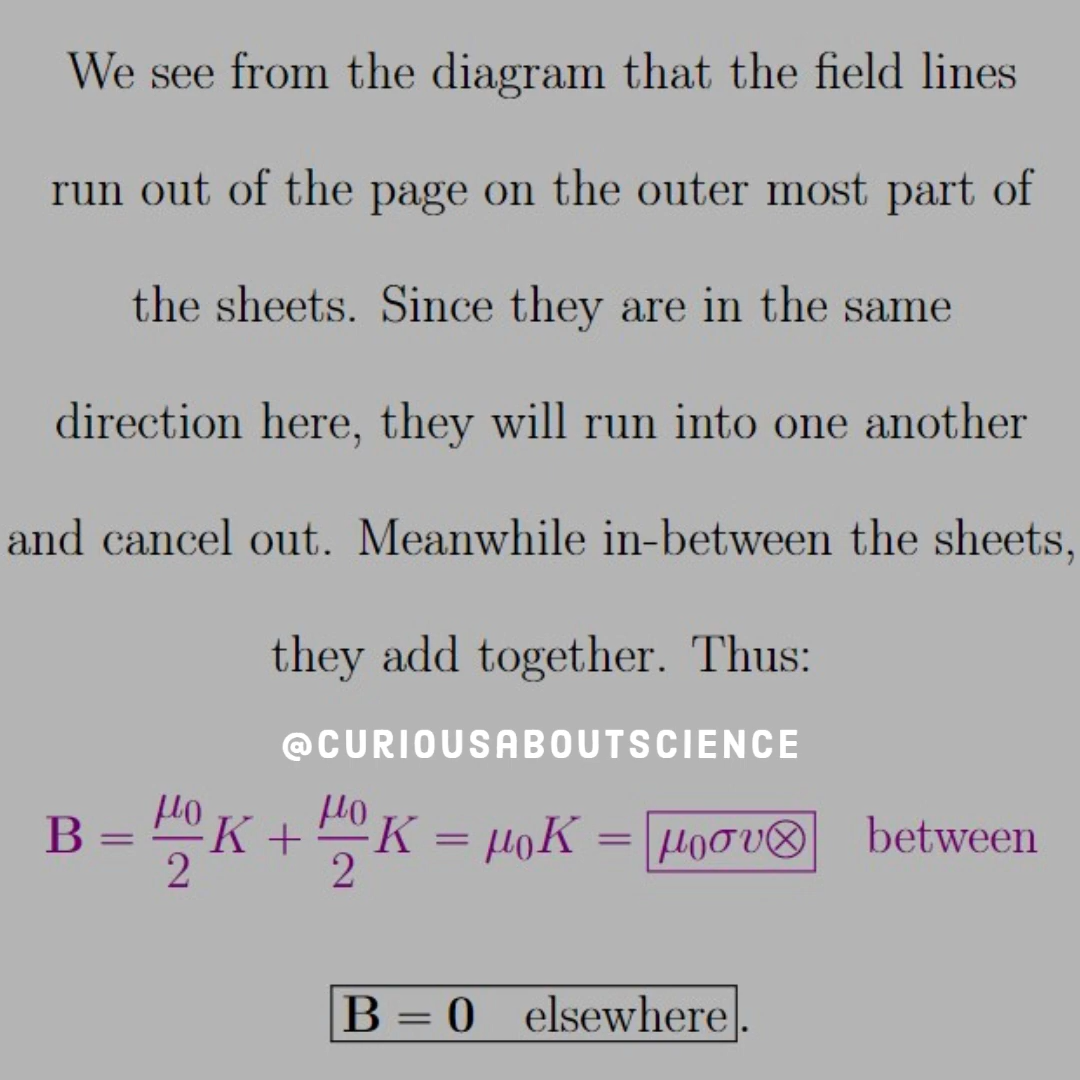 We see from the diagram that the field lines
run out of the page on the outer most part of
the sheets. Since they are in the same
direction here, they will run into one another
and cancel out. Meanwhile in-between the sheets,
they add together. Thus:
@CURIOUSABOUTSCIENCE
B = μ₀/2 K + μ₀/2 K = μ₀K = μ₀σv⊗ between
B = 0 elsewhere.